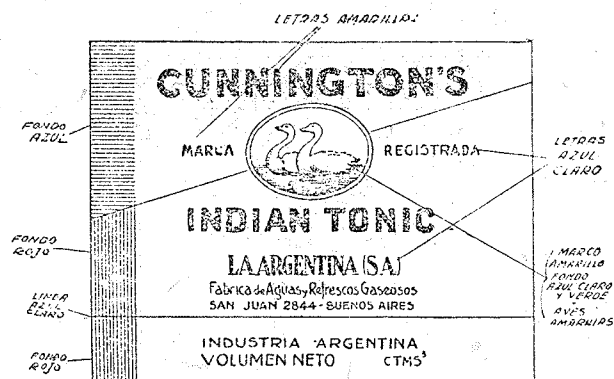 LETRAS AMARILLAS
CUNNINGTON'S
FONDO
AZUL
MARCA
REGISTRADA
LETRAS
AZUL
CLARO
INDIAN TONIC
FONDO
ROJO
LA ARGENTINA (S.A.)
Fábrica de Aguas y Refrescos Gaseosos
SAN JUAN 2844 - BUENOS AIRES
MARCO
AMARILLO
FONDO
AZUL CLARO
Y VERDE
AVES
AMARILLAS
LINEA
AZUL
CLARO
INDUSTRIA ARGENTINA
VOLUMEN NETO CTMS³
FONDO
ROJO